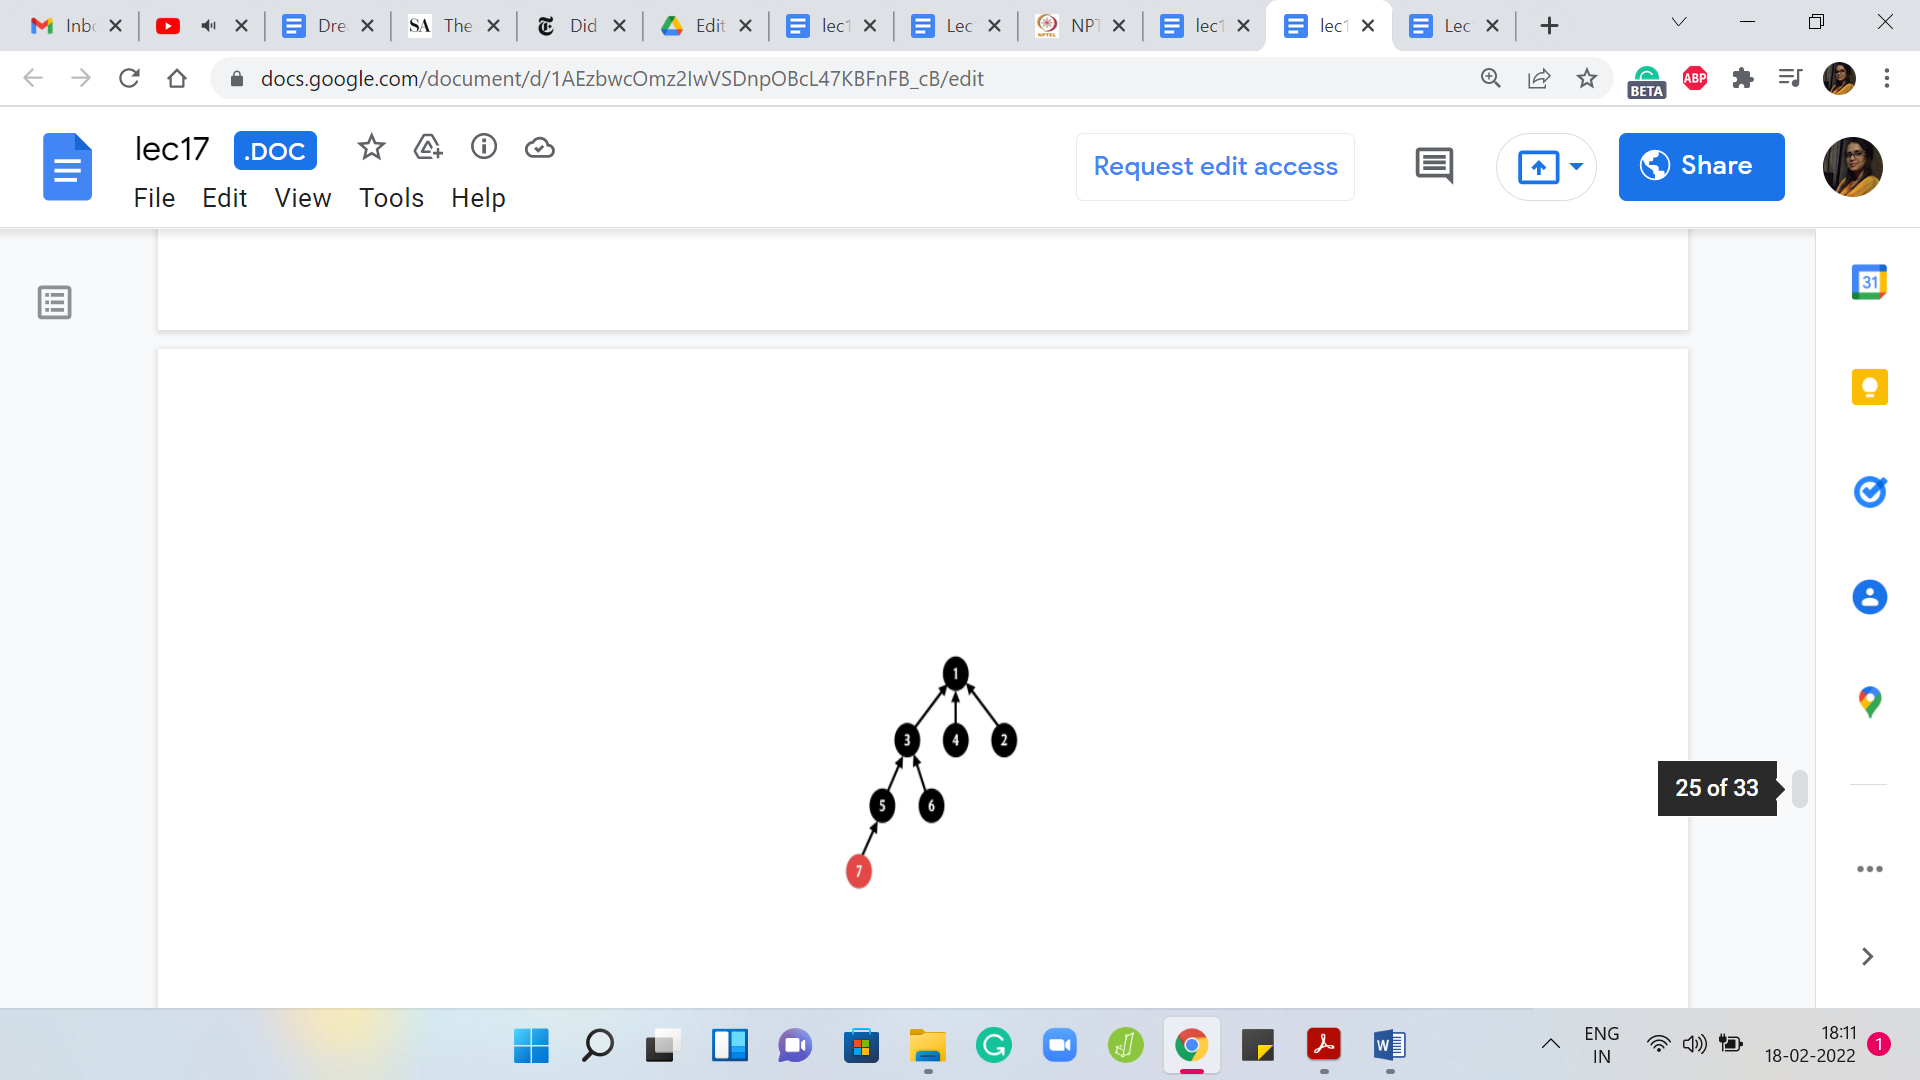 Inbc
Dre
SA The
Did
Edit
lec1
Lec
NPT
lec1
lec1
Lec
docs.google.com/document/d/1AEzbwcOmz2IwVSDnpOBcL47KBFnFB_cB/edit
BETA
ABP
lec17 .DOC
File Edit View Tools Help
Request edit access
Share
31
1
3 4 2
5 6
7
25 of 33
ENG
IN
18:11
18-02-2022
1